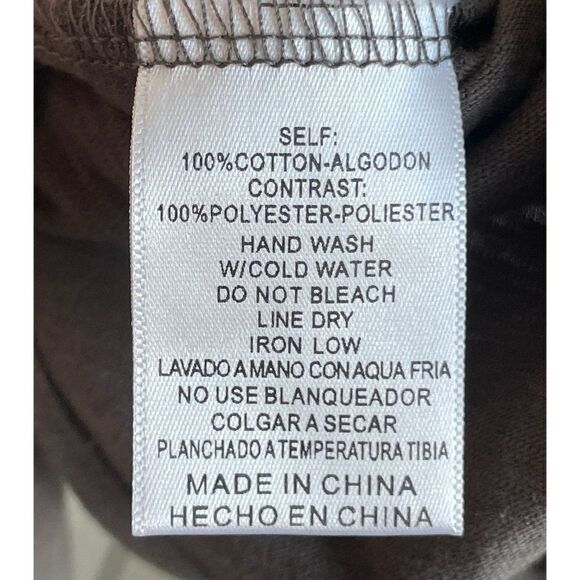 SELF:
100%COTTON-ALGODON
CONTRAST:
100%POLYESTER-POLIESTER
HAND WASH
W/COLD WATER
DO NOT BLEACH
LINE DRY
IRON LOW
LAVADO A MANO CON AQUA FRIA
NO USE BLANQUEADOR
COLGAR A SECAR
PLANCHADO A TEMPERATURA TIBIA
MADE IN CHINA
HECHO EN CHINA